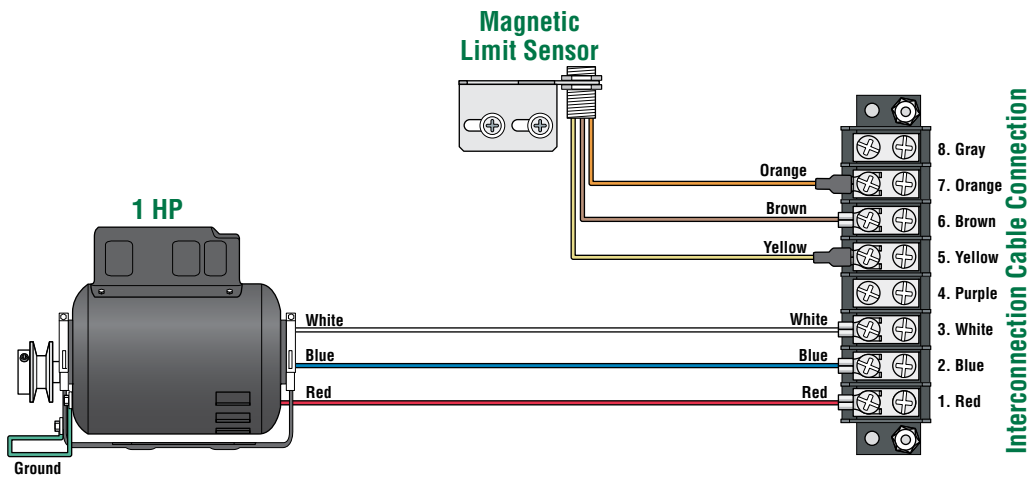 Magnetic
Limit Sensor
1 HP
Orange
Brown
Yellow
White
White
Blue
Blue
Red
Red
Ground
8. Gray
7. Orange
6. Brown
5. Yellow
4. Purple
3. White
2. Blue
1. Red
Interconnection Cable Connection